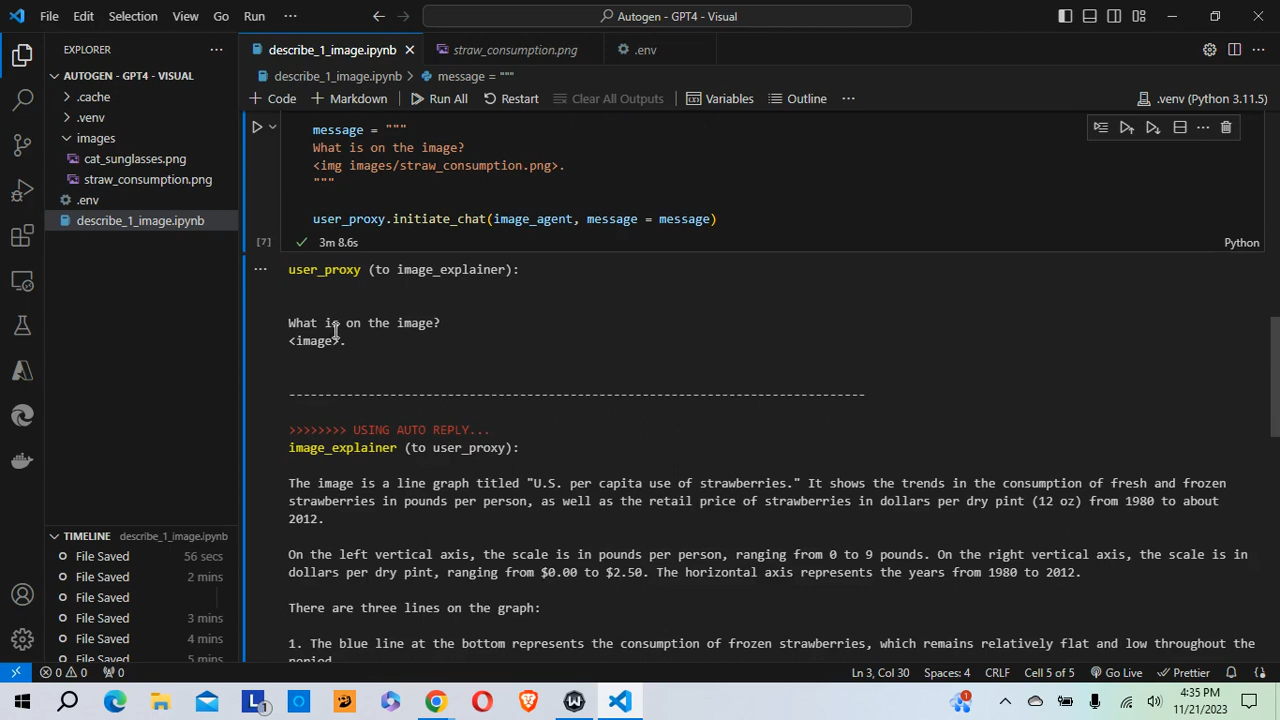 File Edit Selection View Go Run ···
Autogen - GPT4 - Visual
EXPLORER ···
describe_1_image.ipynb
straw_consumption.png
.env
AUTOGEN - GPT4 - VISUAL
.cache
.venv
images
cat_sunglasses.png
straw_consumption.png
.env
describe_1_image.ipynb
describe_1_image.ipynb > message = """
+ Code + Markdown Run All Restart Clear All Outputs Variables Outline ···
.venv (Python 3.11.5)
message = """
What is on the image?
<img images/straw_consumption.png>.
"""
user_proxy.initiate_chat(image_agent, message = message)
[7] 3m 8.6s Python
user_proxy (to image_explainer):
What is on the image?
<image>.
--------------------------------------------------------------------------------
>>>>>>>> USING AUTO REPLY...
image_explainer (to user_proxy):
The image is a line graph titled "U.S. per capita use of strawberries." It shows the trends in the consumption of fresh and frozen
strawberries in pounds per person, as well as the retail price of strawberries in dollars per dry pint (12 oz) from 1980 to about
2012.
On the left vertical axis, the scale is in pounds per person, ranging from 0 to 9 pounds. On the right vertical axis, the scale is in
dollars per dry pint, ranging from $0.00 to $2.50. The horizontal axis represents the years from 1980 to 2012.
There are three lines on the graph:
1. The blue line at the bottom represents the consumption of frozen strawberries, which remains relatively flat and low throughout the
period.
TIMELINE describe_1_image.ipynb
File Saved 56 secs
File Saved 2 mins
File Saved
File Saved 3 mins
File Saved 4 mins
File Saved 5 mins
0 0 0
Ln 3, Col 30 Spaces: 4 CRLF Cell 5 of 5 Go Live Prettier
L 1
1
4:35 PM
11/21/2023